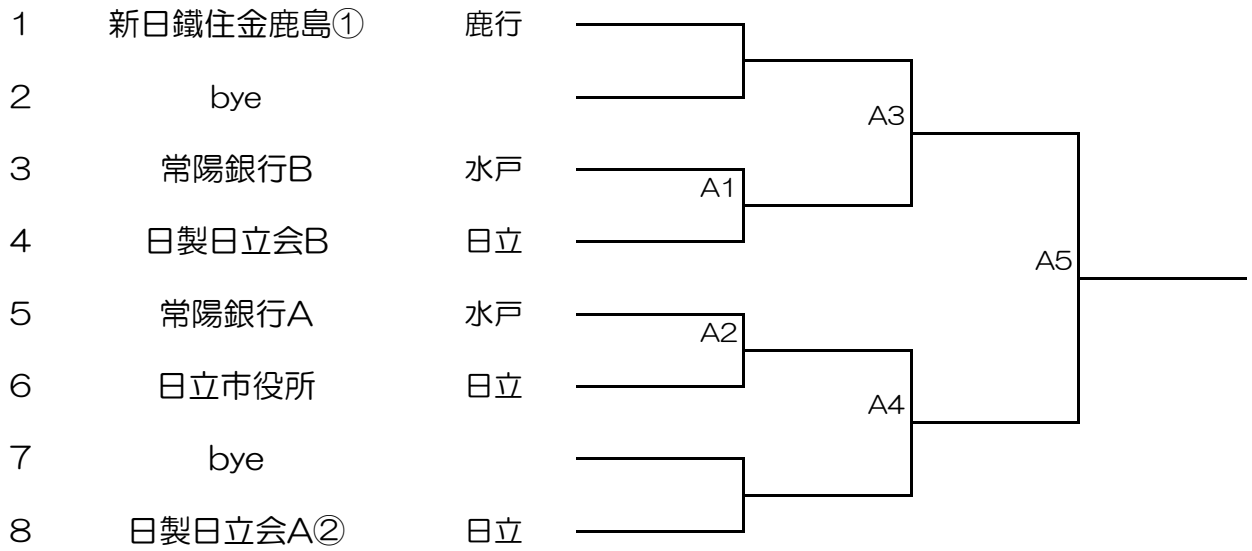 1 新日鐵住金鹿島① 鹿行
2 bye
A3
3 常陽銀行B 水戸
A1
4 日製日立会B 日立
A5
5 常陽銀行A 水戸
A2
6 日立市役所 日立
A4
7 bye
8 日製日立会A② 日立